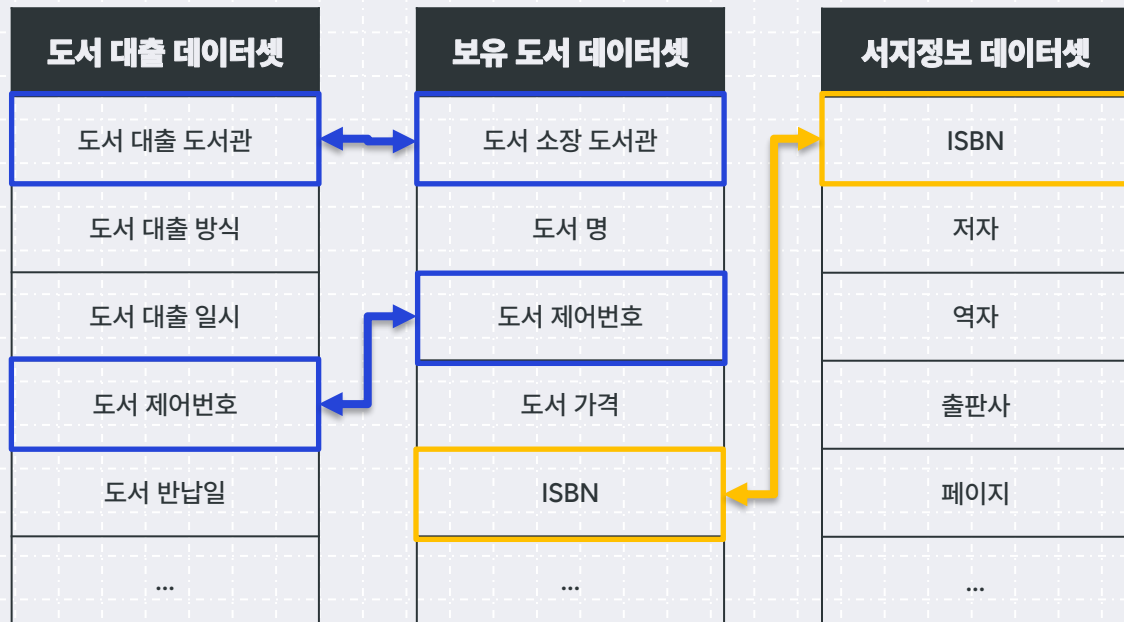 도서 대출 데이터셋
도서 대출 도서관
도서 대출 방식
도서 대출 일시
도서 제어번호
도서 반납일
...
보유 도서 데이터셋
도서 소장 도서관
도서 명
도서 제어번호
도서 가격
ISBN
...
서지정보 데이터셋
ISBN
저자
역자
출판사
페이지
...